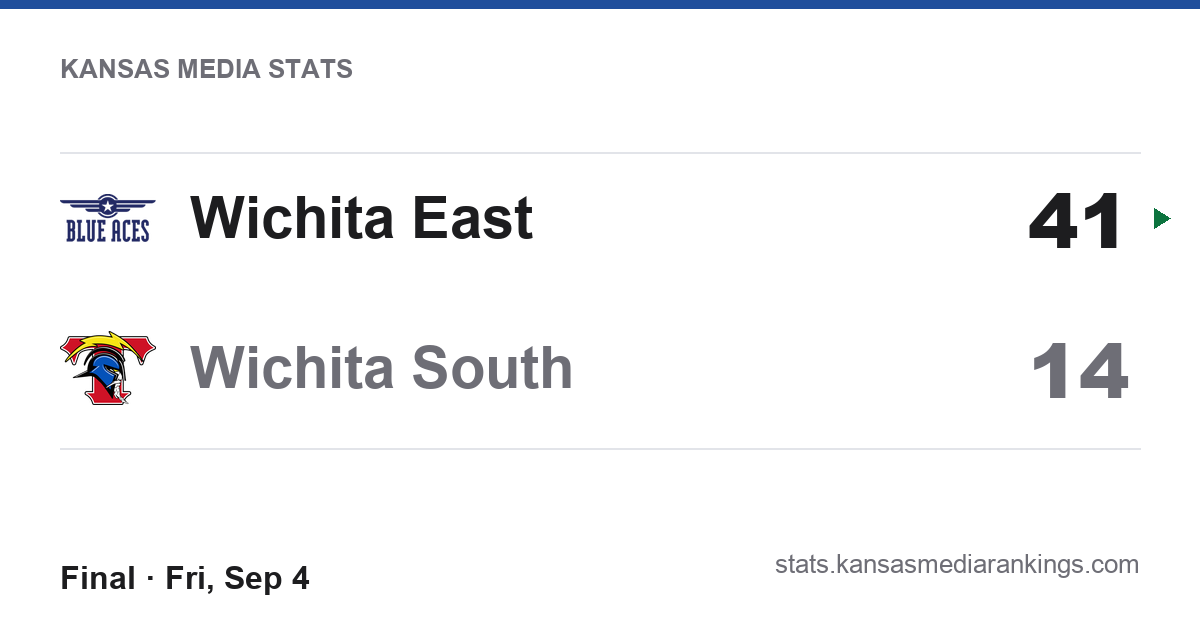 KANSAS MEDIA STATS
BLUE ACES
Wichita East 41
T
Wichita South 14
Final · Fri, Sep 4
stats.kansasmediarankings.com